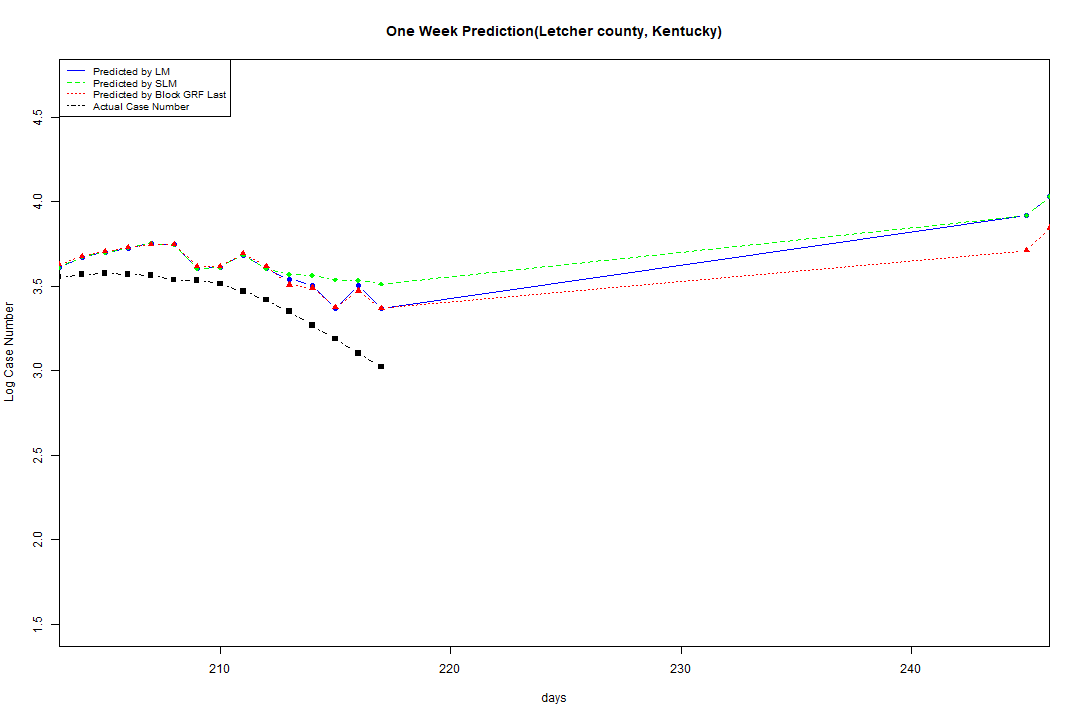 One Week Prediction(Letcher county, Kentucky)
Predicted by LM
Predicted by SLM
Predicted by Block GRF Last
Actual Case Number
4.5
4.0
3.5
3.0
2.5
2.0
1.5
Log Case Number
210
220
230
240
days